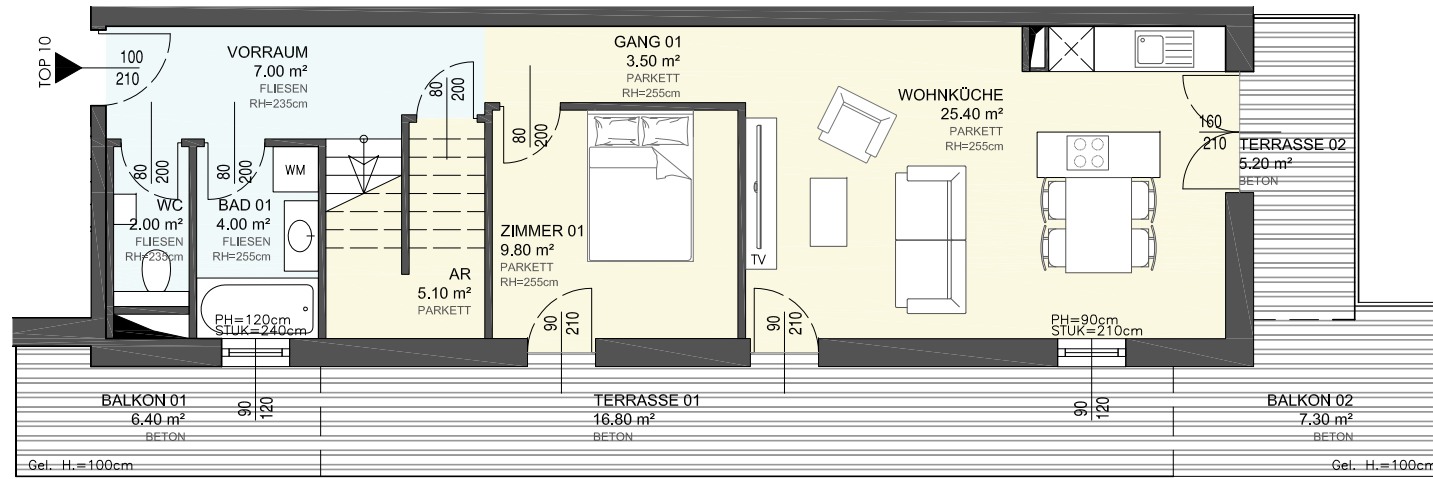 TOP 10
100
210
VORRAUM
7.00 m²
FLIESEN
RH=235cm
80
200
GANG 01
3.50 m²
PARKETT
RH=255cm
80
200
WOHNKÜCHE
25.40 m²
PARKETT
RH=255cm
160
210
TERRASSE 02
5.20 m²
BETON
80
200
WC
2.00 m²
FLIESEN
RH=235cm
80
200
BAD 01
4.00 m²
FLIESEN
RH=255cm
WM
PH=120cm
STUK=240cm
AR
5.10 m²
PARKETT
ZIMMER 01
9.80 m²
PARKETT
RH=255cm
TV
90
210
90
210
PH=90cm
STUK=210cm
BALKON 01
6.40 m²
BETON
90
120
TERRASSE 01
16.80 m²
BETON
90
120
BALKON 02
7.30 m²
BETON
Gel. H.=100cm
Gel. H.=100cm